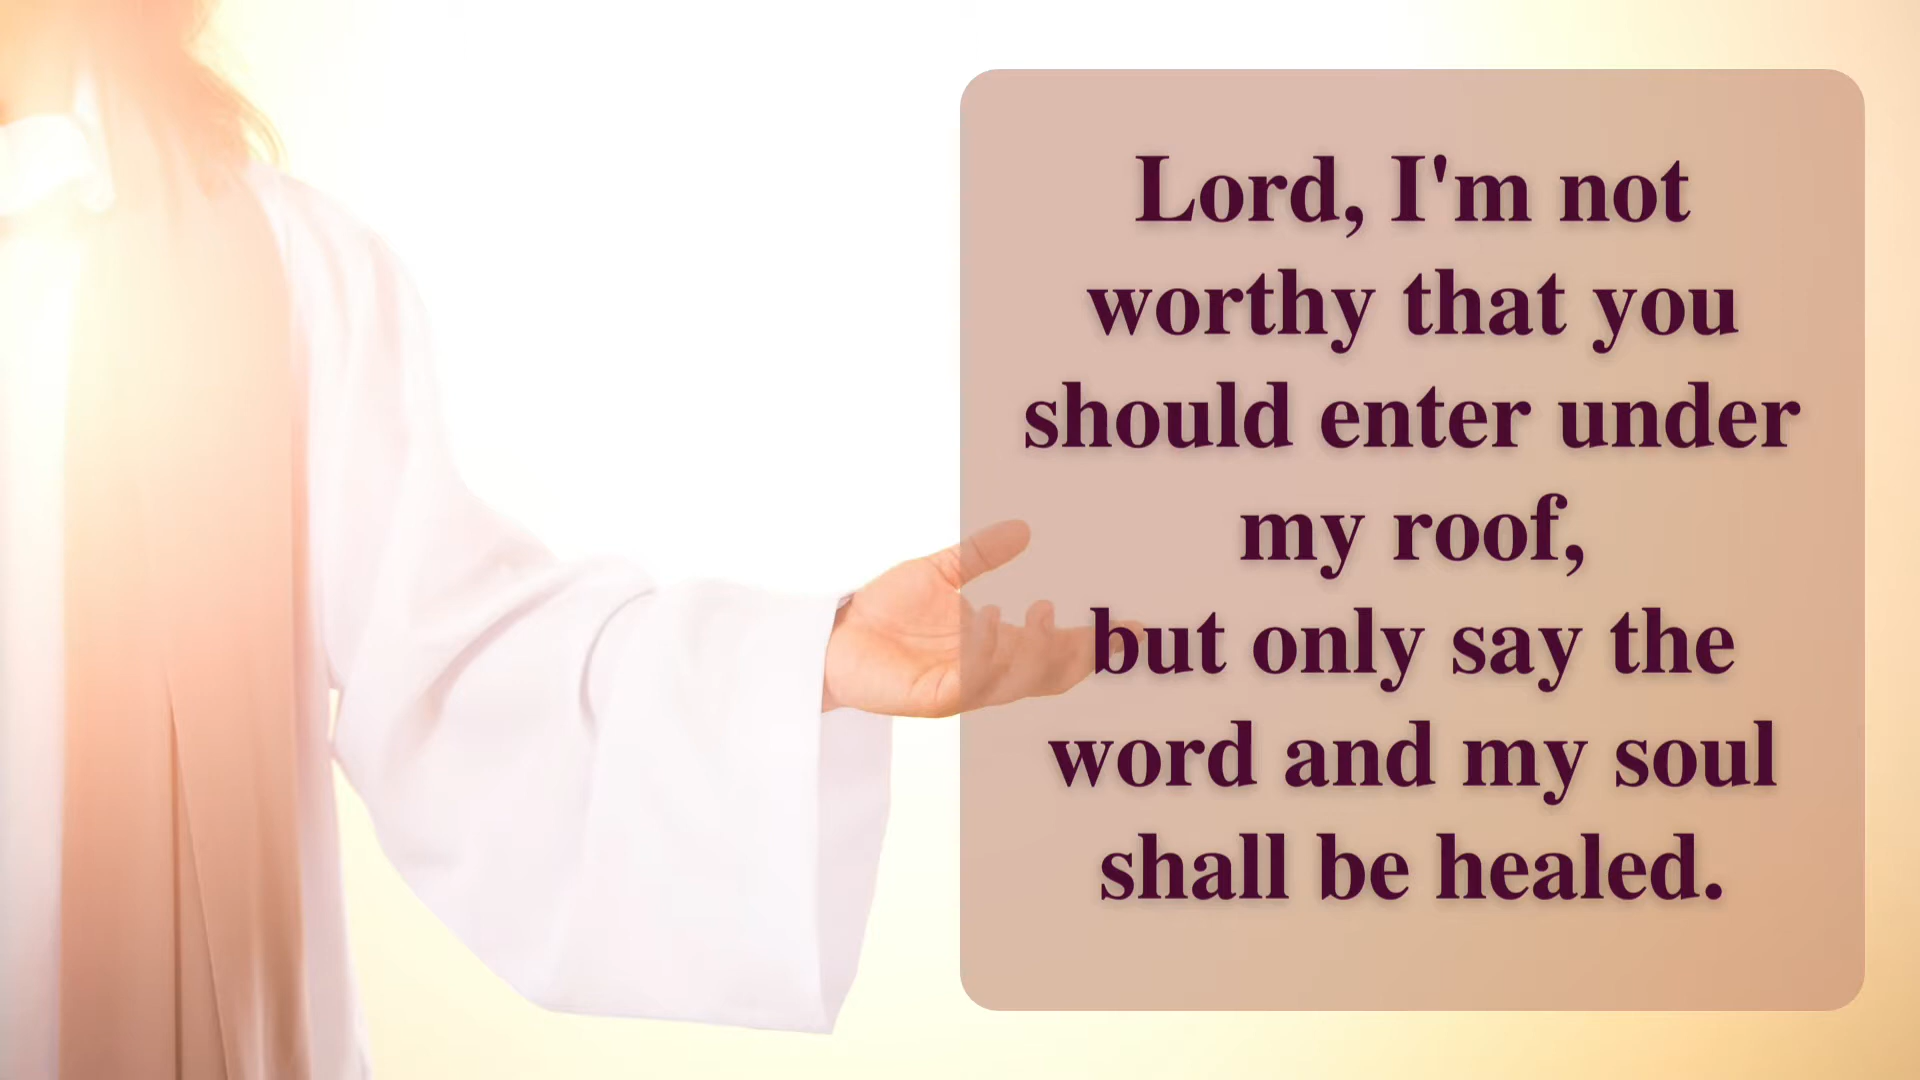 Lord, I'm not
worthy that you
should enter under
my roof,
but only say the
word and my soul
shall be healed.